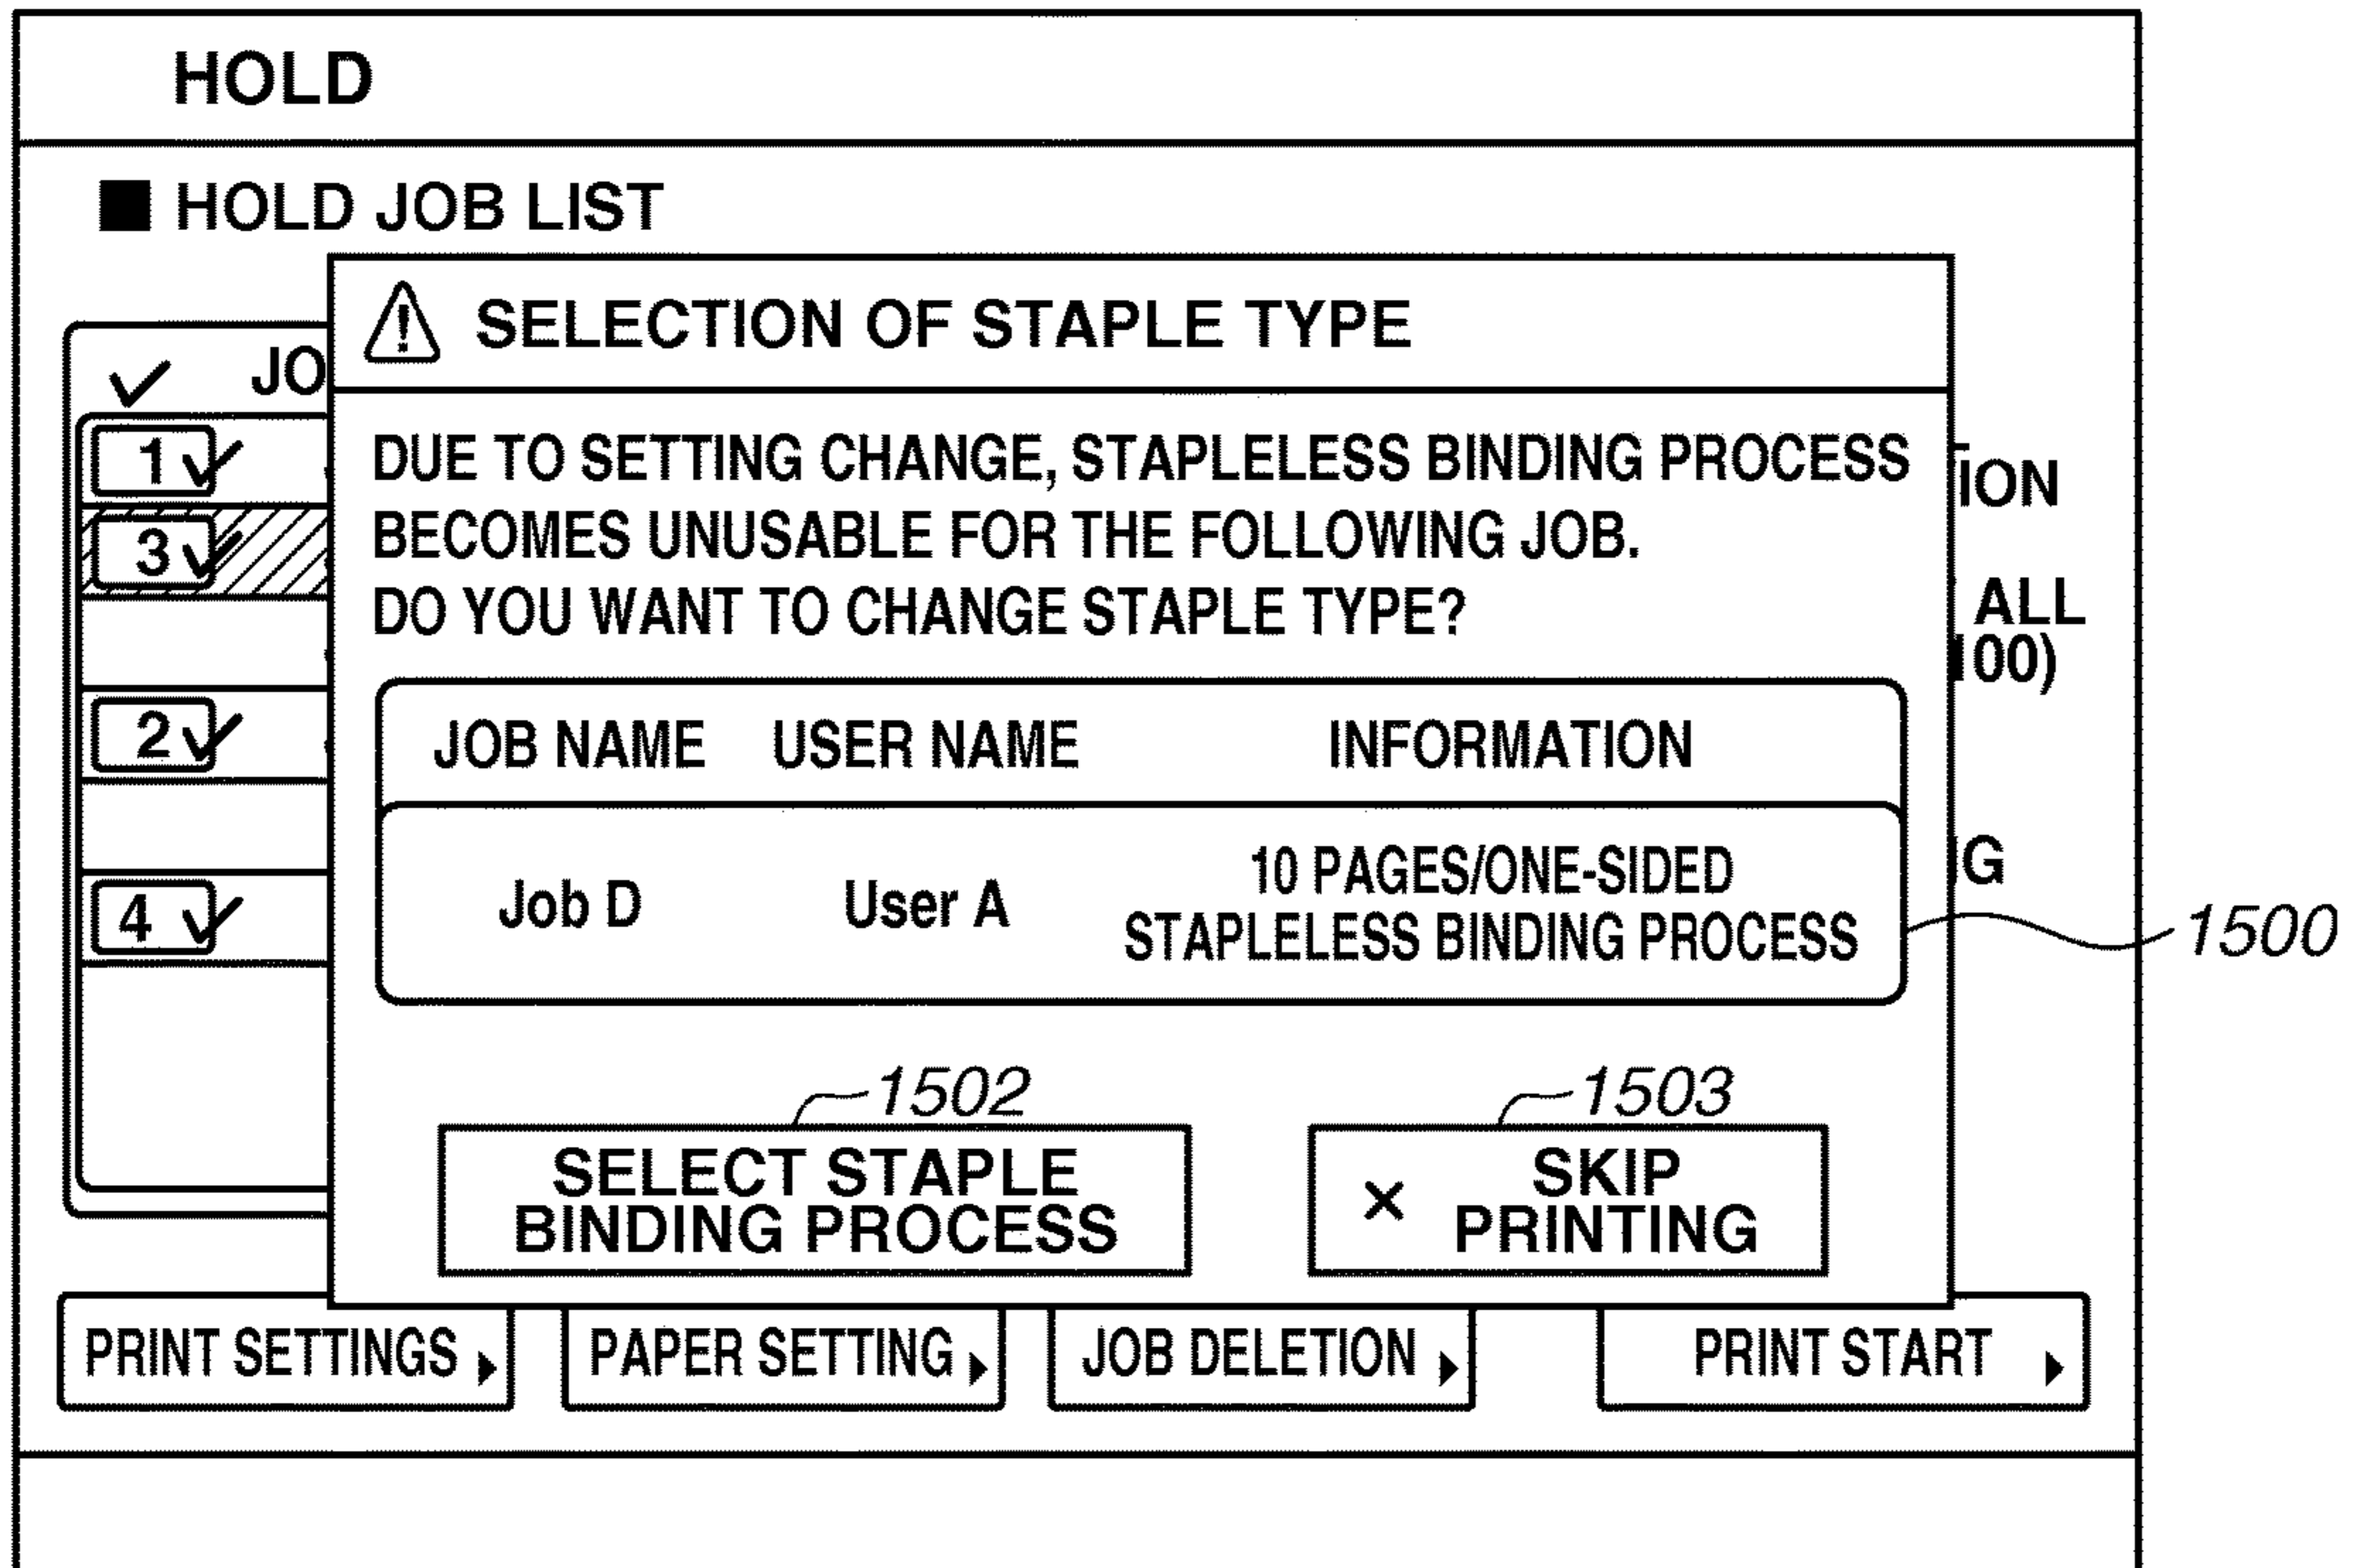 HOLD
■ HOLD JOB LIST
SELECTION OF STAPLE TYPE
JO
DUE TO SETTING CHANGE, STAPLELESS BINDING PROCESS
BECOMES UNUSABLE FOR THE FOLLOWING JOB.
DO YOU WANT TO CHANGE STAPLE TYPE?
1
3
2
4
ION
ALL
100)
G
JOB NAME USER NAME INFORMATION
Job D User A 10 PAGES/ONE-SIDED
STAPLELESS BINDING PROCESS
1500
1502
1503
SELECT STAPLE
BINDING PROCESS
× SKIP
PRINTING
PRINT SETTINGS
PAPER SETTING
JOB DELETION
PRINT START